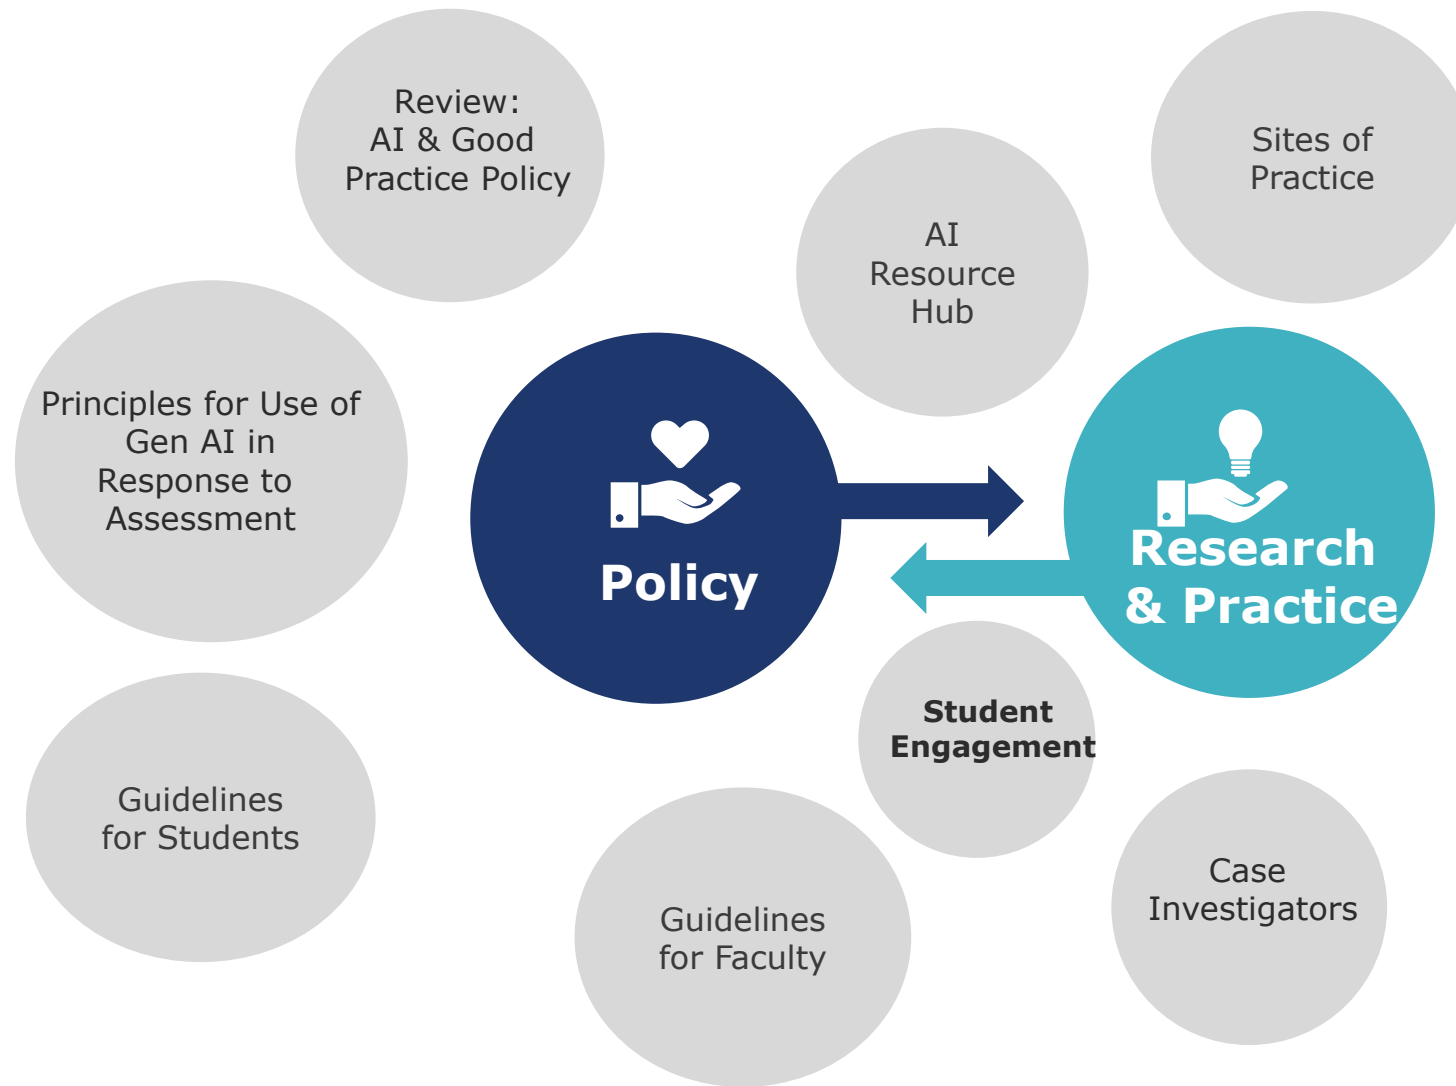 Review:
AI & Good
Practice Policy
Sites of
Practice
AI
Resource
Hub
Principles for Use of
Gen AI in
Response to
Assessment
Policy
Research
& Practice
Student
Engagement
Guidelines
for Students
Guidelines
for Faculty
Case
Investigators